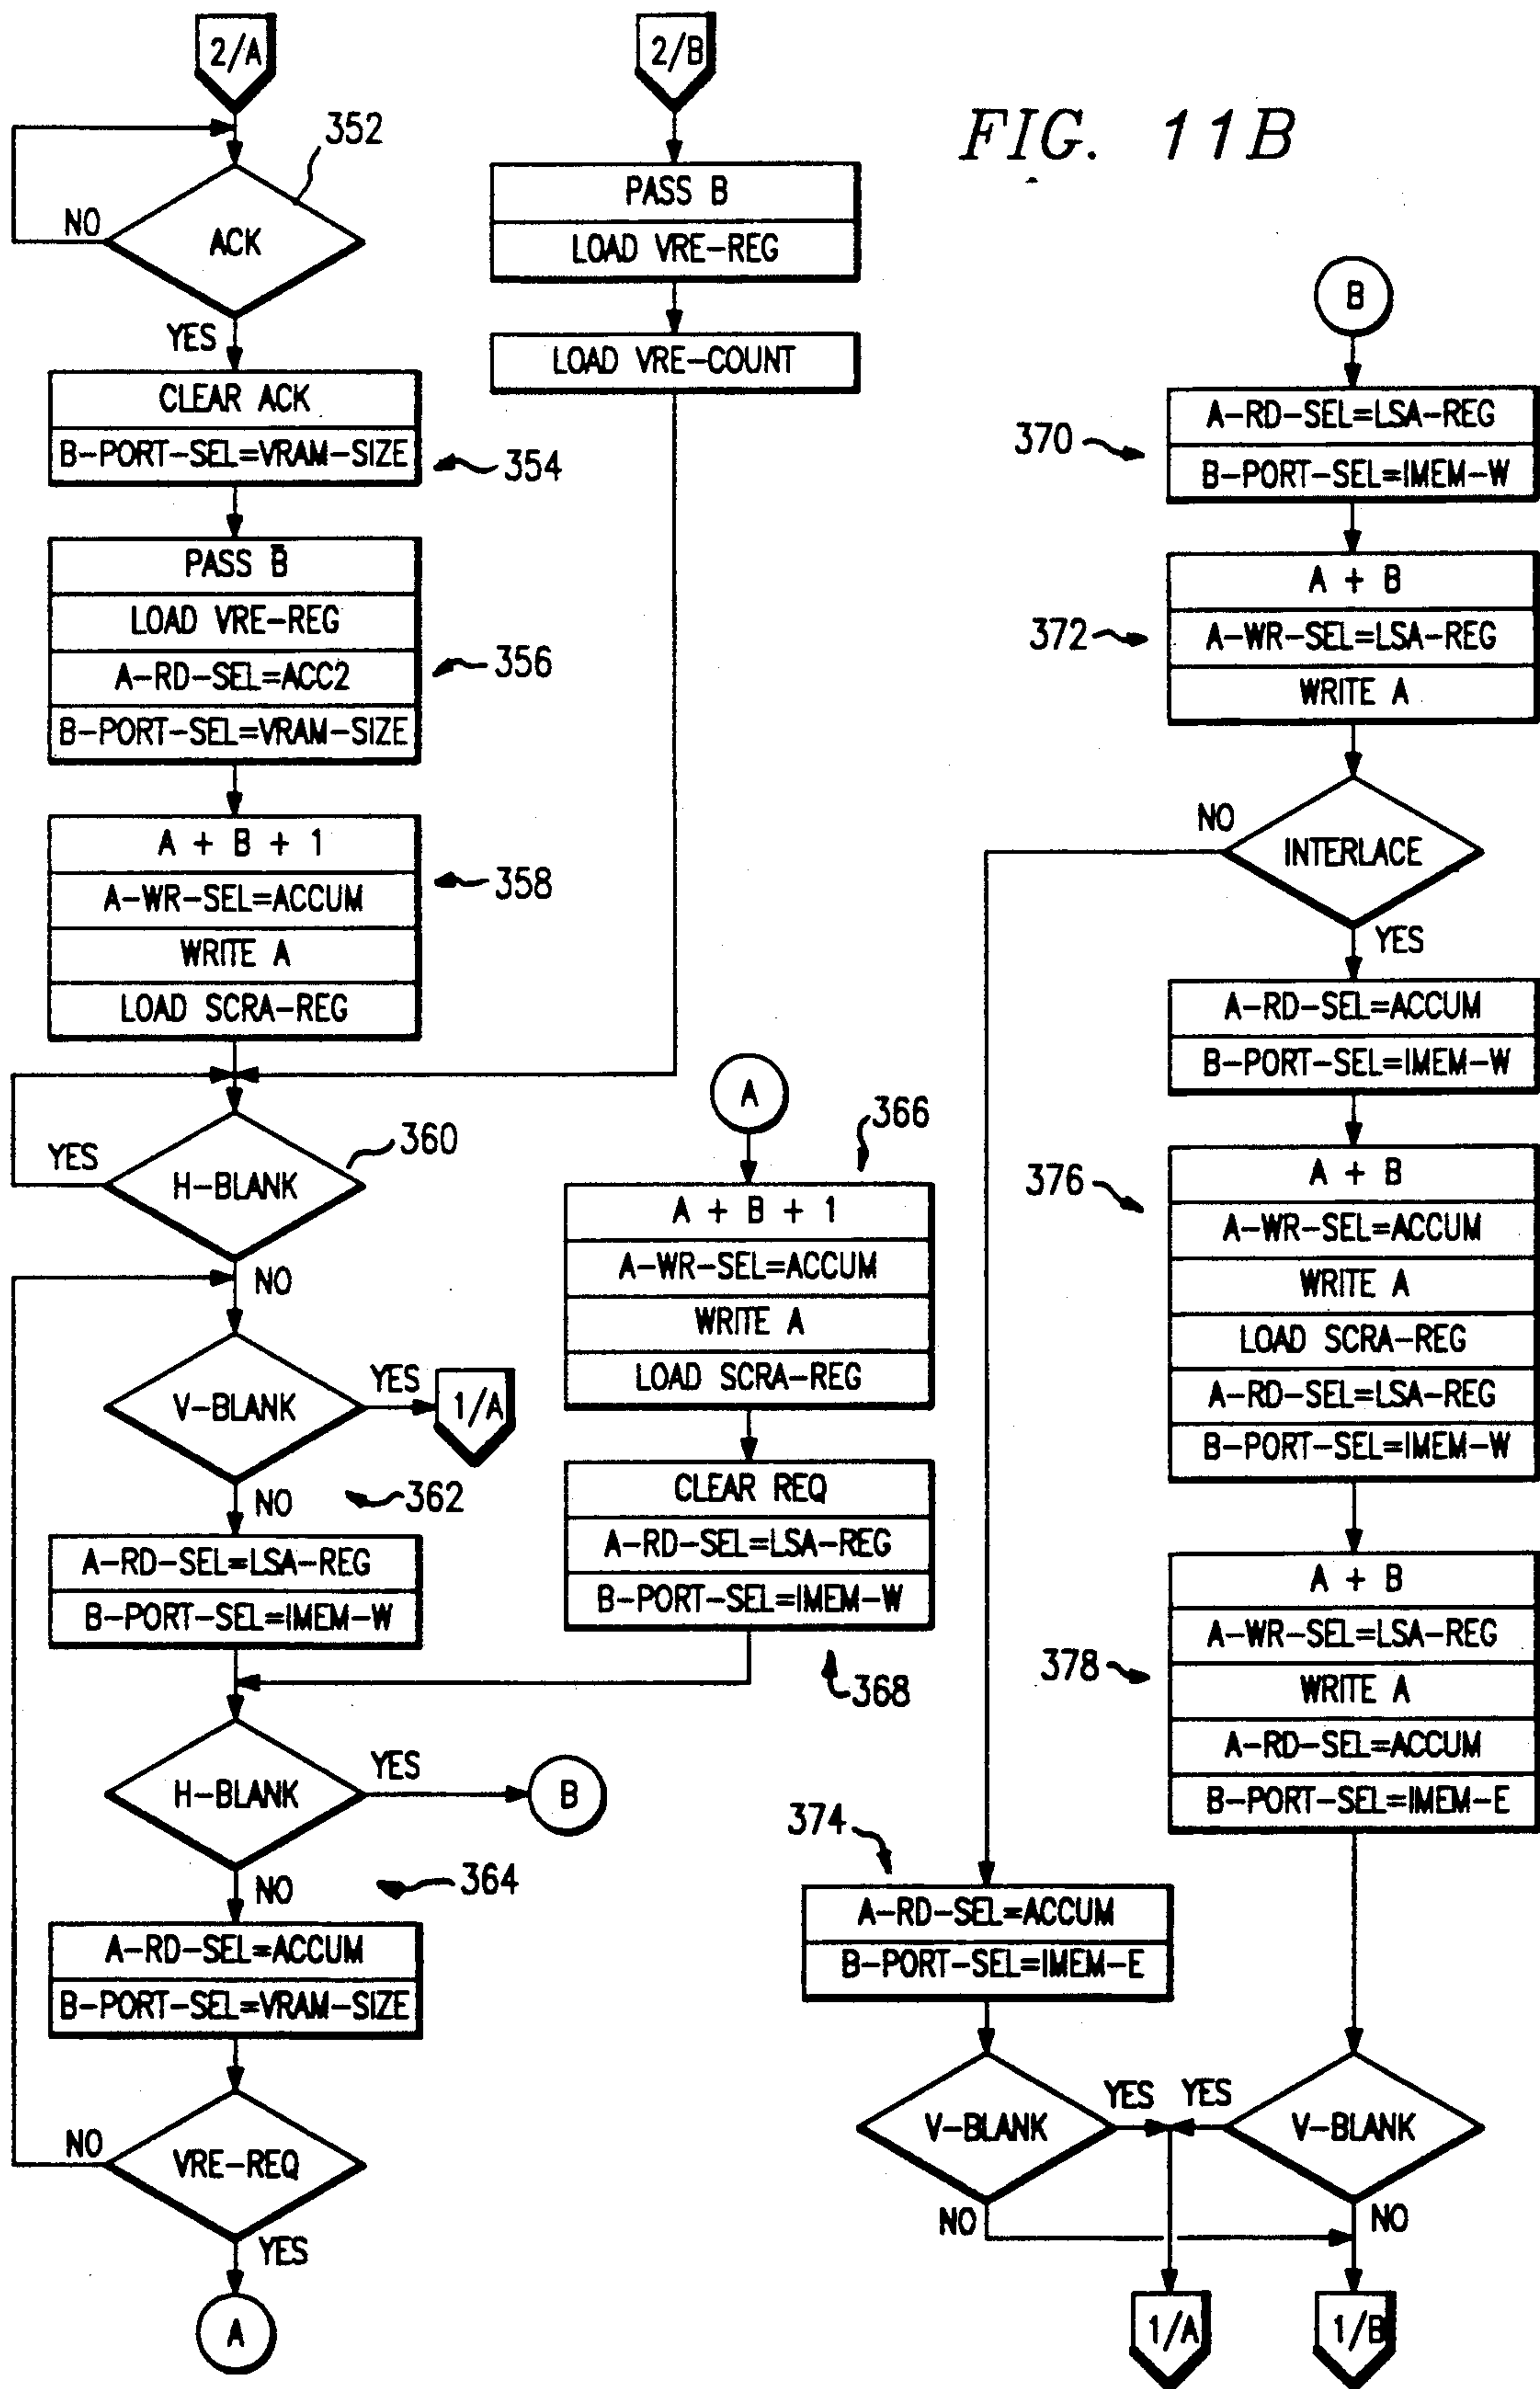 FIG. 11B
2/A
352
NO
ACK
YES
CLEAR ACK
B-PORT-SEL=VRAM-SIZE
354
PASS B̅
LOAD VRE-REG
A-RD-SEL=ACC2
B-PORT-SEL=VRAM-SIZE
356
A + B + 1
A-WR-SEL=ACCUM
WRITE A
LOAD SCRA-REG
358
YES
H-BLANK
360
NO
V-BLANK
YES
1/A
NO
362
A-RD-SEL=LSA-REG
B-PORT-SEL=IMEM-W
H-BLANK
YES
B
NO
364
A-RD-SEL=ACCUM
B-PORT-SEL=VRAM-SIZE
NO
VRE-REQ
YES
A
2/B
PASS B
LOAD VRE-REG
LOAD VRE-COUNT
A
366
A + B + 1
A-WR-SEL=ACCUM
WRITE A
LOAD SCRA-REG
CLEAR REQ
A-RD-SEL=LSA-REG
B-PORT-SEL=IMEM-W
368
B
370
A-RD-SEL=LSA-REG
B-PORT-SEL=IMEM-W
372
A + B
A-WR-SEL=LSA-REG
WRITE A
NO
INTERLACE
YES
A-RD-SEL=ACCUM
B-PORT-SEL=IMEM-W
376
A + B
A-WR-SEL=ACCUM
WRITE A
LOAD SCRA-REG
A-RD-SEL=LSA-REG
B-PORT-SEL=IMEM-W
378
A + B
A-WR-SEL=LSA-REG
WRITE A
A-RD-SEL=ACCUM
B-PORT-SEL=IMEM-E
374
A-RD-SEL=ACCUM
B-PORT-SEL=IMEM-E
V-BLANK
YES
YES
V-BLANK
NO
NO
1/A
1/B